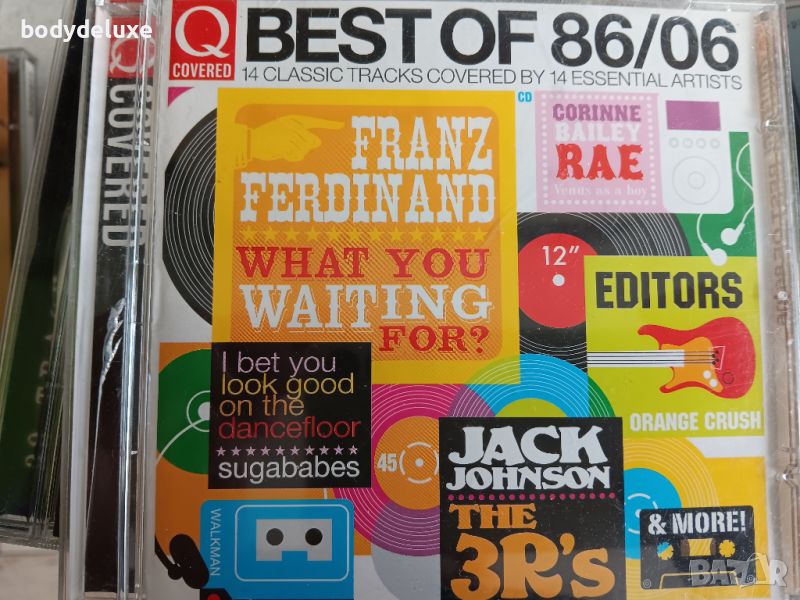 bodydeluxe
Q
COVERED
BEST OF 86/06
14 CLASSIC TRACKS COVERED BY 14 ESSENTIAL ARTISTS
Q COVERED
CD
FRANZ
FERDINAND
WHAT YOU
WAITING
FOR?
CORINNE
BAILEY
RAE
Venus as a boy
12"
EDITORS
ORANGE CRUSH
I bet you
look good
on the
dancefloor
sugababes
45
JACK
JOHNSON
THE
3R's
WALKMAN
& MORE!
BAZAR